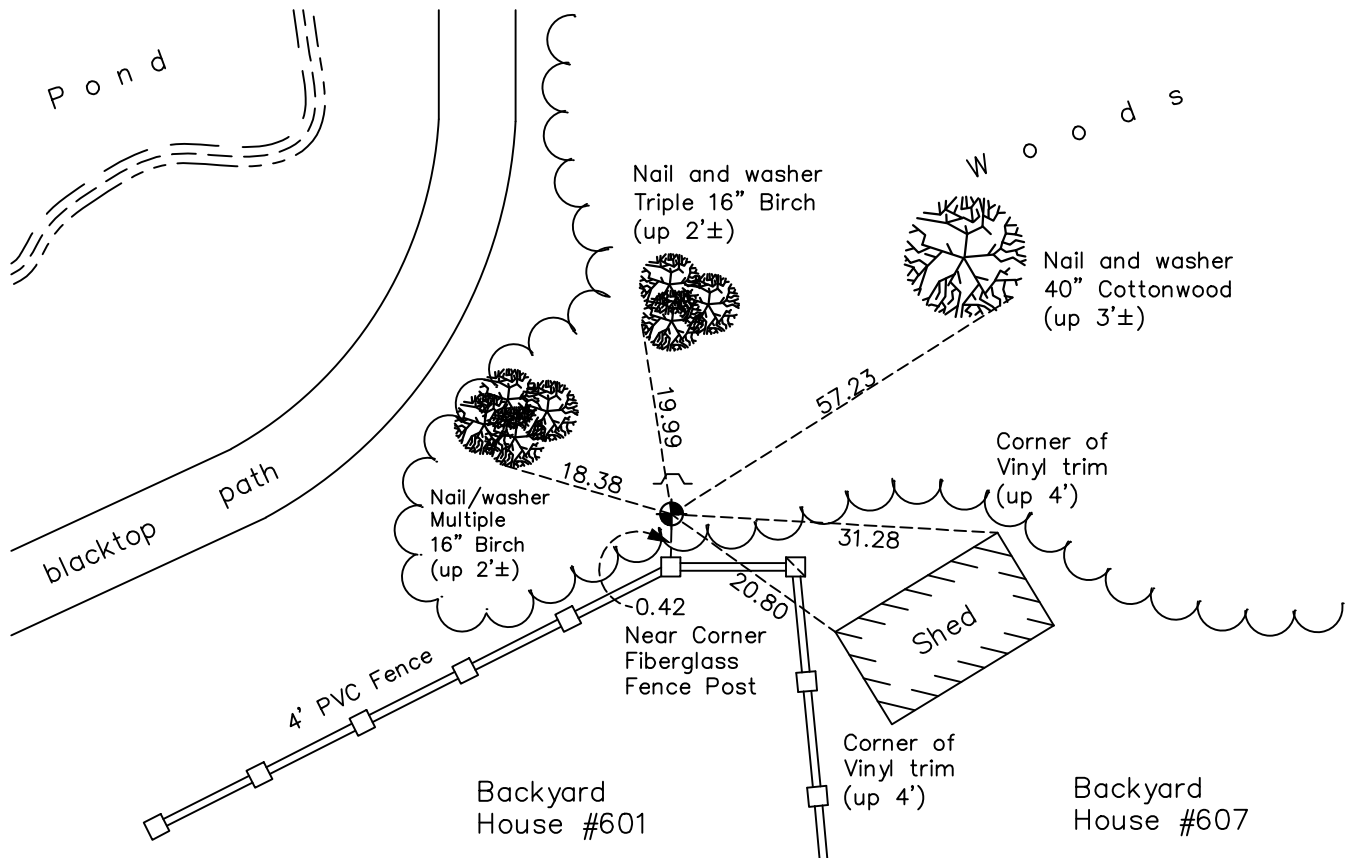 Pond
Woods
Nail and washer
Triple 16" Birch
(up 2'±)
Nail and washer
40" Cottonwood
(up 3'±)
57.23
19.99
18.38
Corner of
Vinyl trim
(up 4')
path
blacktop
Nail/washer
Multiple
16" Birch
(up 2'±)
31.28
20.80
0.42
Near Corner
Fiberglass
Fence Post
Shed
4' PVC Fence
Corner of
Vinyl trim
(up 4')
Backyard
House #601
Backyard
House #607